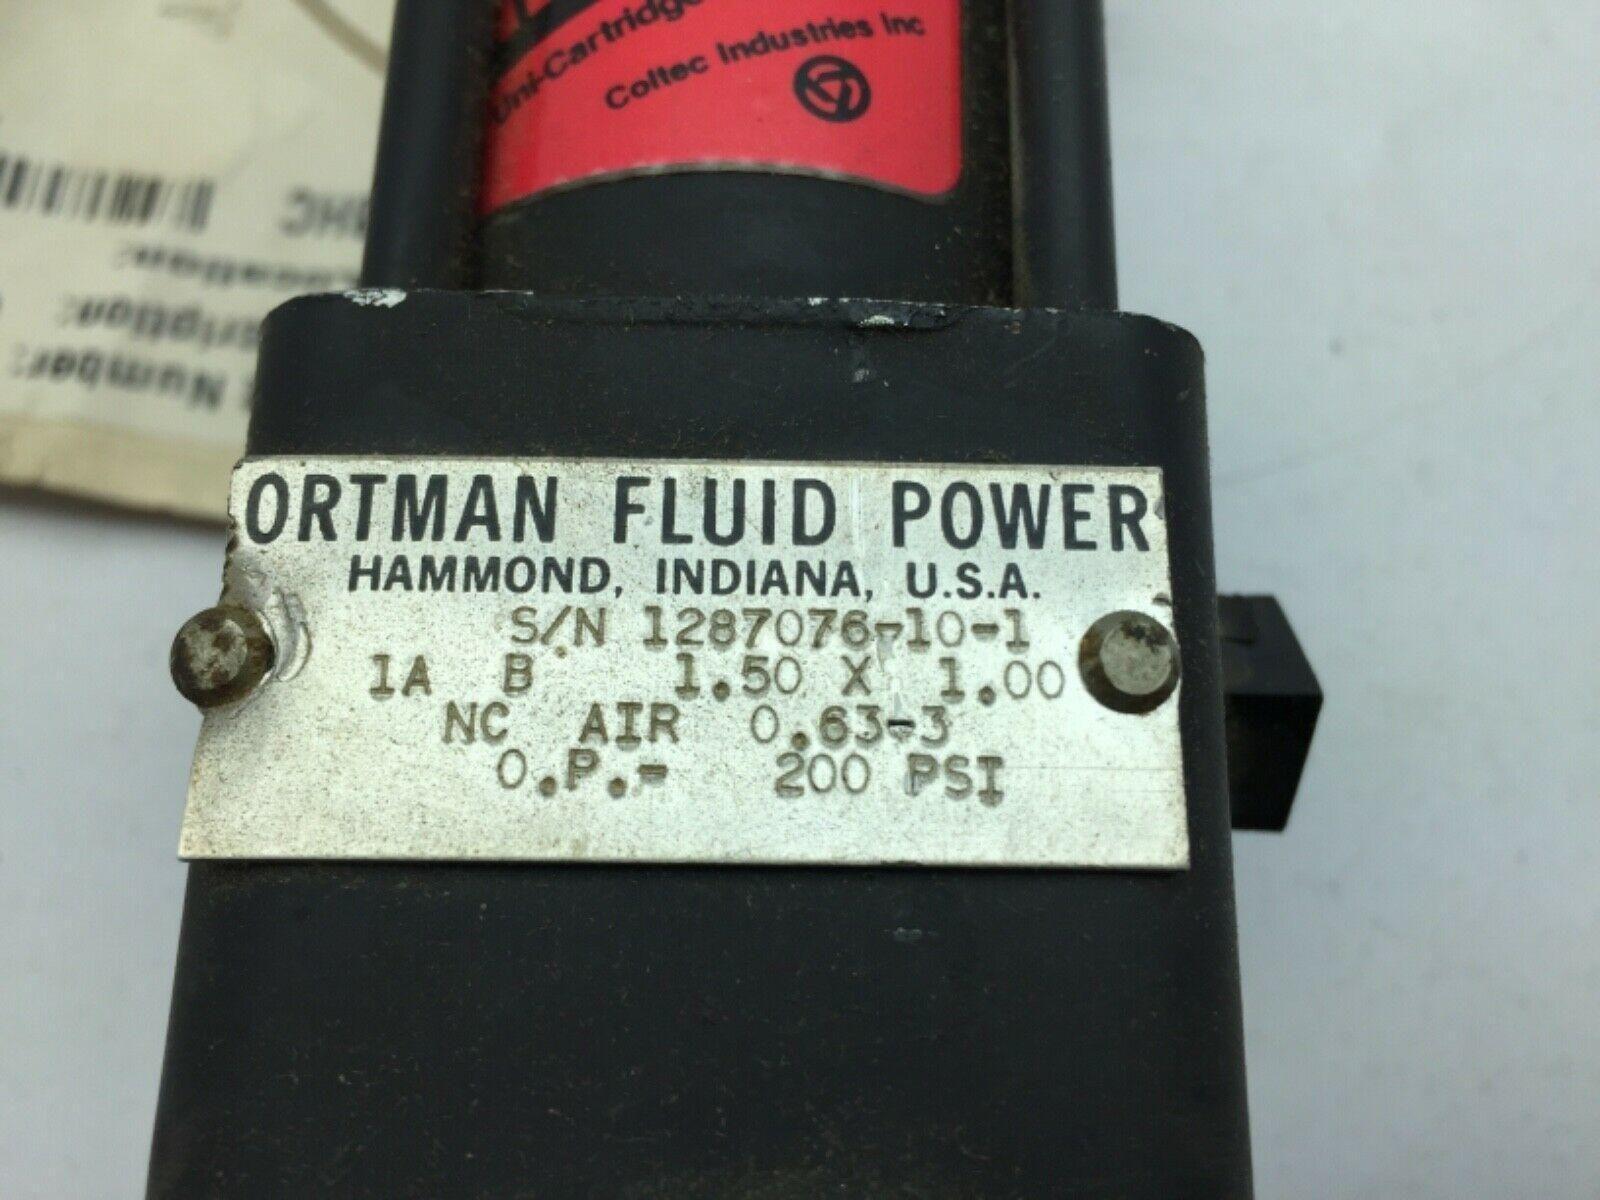 Uni-Cartridge
Coltec Industries Inc
ORTMAN FLUID POWER
HAMMOND, INDIANA, U.S.A.
S/N 1287076-10-1
1A B 1.50 X 1.00
NC AIR 0.63-3
O.P.- 200 PSI
Number: